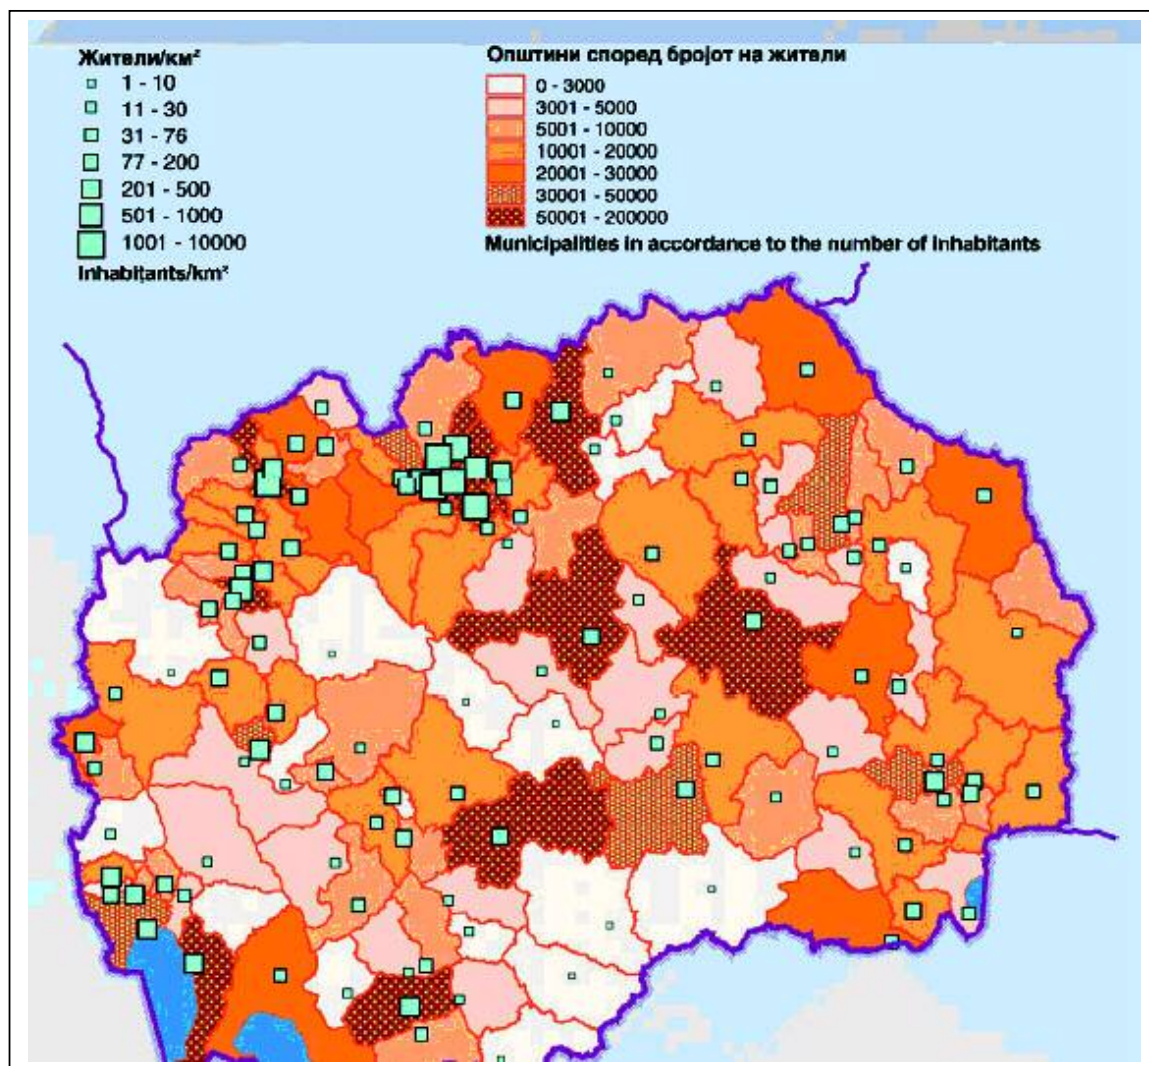 Жители/км²
1 - 10
11 - 30
31 - 76
77 - 200
201 - 500
501 - 1000
1001 - 10000
Inhabitants/km²
Општини според бројот на жители
0 - 3000
3001 - 5000
5001 - 10000
10001 - 20000
20001 - 30000
30001 - 50000
50001 - 200000
Municipalities in accordance to the number of inhabitants